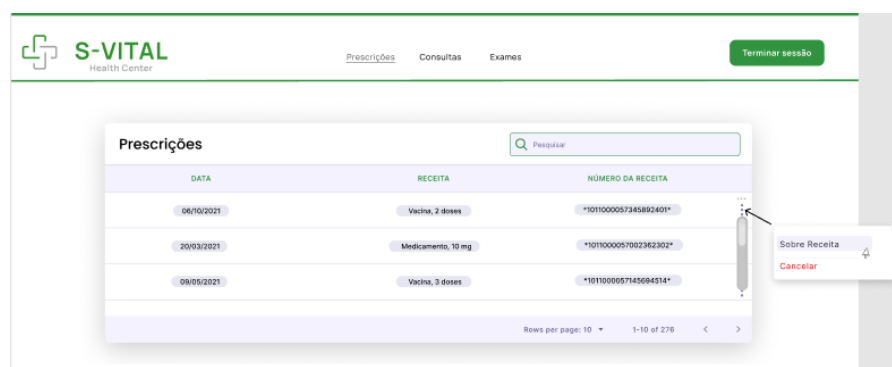 S-VITAL
Health Center
Prescrições Consultas Exames
Terminar sessão
Prescrições
Pesquisar
DATA RECEITA NÚMERO DA RECEITA
06/10/2021 Vacina, 2 doses *1011000057345892401*
20/03/2021 Medicamento, 10 mg *1011000057002362302*
09/05/2021 Vacina, 3 doses *1011000057145694514*
Sobre Receita
Cancelar
Rows per page: 10 1-10 of 276